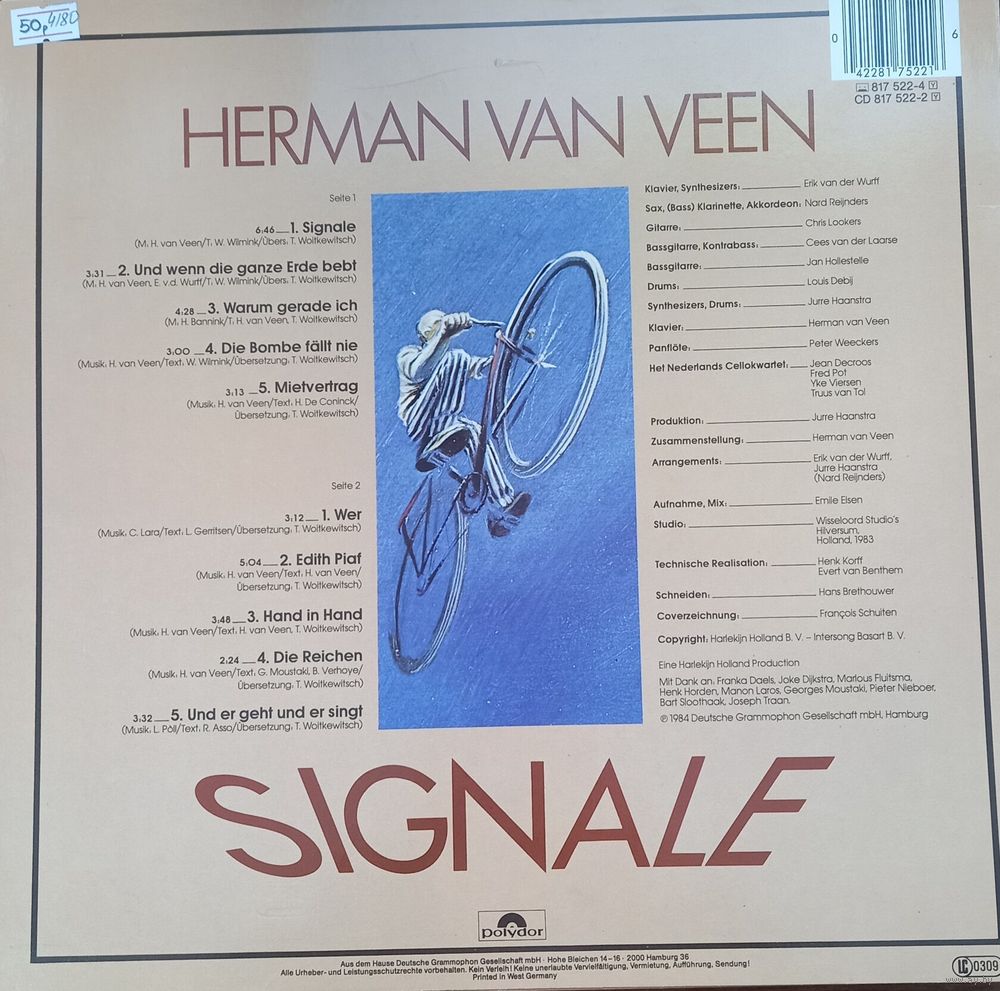 50р 4180
0
42281 75221
6
817 522-4 Y
CD 817 522-2 Y
HERMAN VAN VEEN
Seite 1
6:46 1. Signale
(M: H. van Veen/T: W. Wilmink/Übers. T. Woitkewitsch)
3:31 2. Und wenn die ganze Erde bebt
(M: H. van Veen, E. v.d. Wurff/T: W. Wilmink/Übers. T. Woitkewitsch)
4:28 3. Warum gerade ich
(M: H. Bannink/T: H. van Veen, T. Woitkewitsch)
3:00 4. Die Bombe fällt nie
(Musik: H. van Veen/Text: W. Wilmink/Übersetzung: T. Woitkewitsch)
3:13 5. Mietvertrag
(Musik: H. van Veen/Text: H. De Coninck/
Übersetzung: T. Woitkewitsch)
Seite 2
3:12 1. Wer
(Musik: C. Lara/Text: L. Gerritsen/Übersetzung: T. Woitkewitsch)
5:04 2. Edith Piaf
(Musik: H. van Veen/Text: H. van Veen/
Übersetzung: T. Woitkewitsch)
3:48 3. Hand in Hand
(Musik: H. van Veen/Text: H. van Veen, T. Woitkewitsch)
2:24 4. Die Reichen
(Musik: H. van Veen/Text: G. Moustaki, B. Verhoye/
Übersetzung: T. Woitkewitsch)
3:32 5. Und er geht und er singt
(Musik: L. Pöll/Text: R. Asso/Übersetzung: T. Woitkewitsch)
Klavier, Synthesizers: Erik van der Wurff
Sax, (Bass) Klarinette, Akkordeon: Nard Reijnders
Gitarre: Chris Lookers
Bassgitarre, Kontrabass: Cees van der Laarse
Bassgitarre: Jan Hollestelle
Drums: Louis Debij
Synthesizers, Drums: Jurre Haanstra
Klavier: Herman van Veen
Panflöte: Peter Weeckers
Het Nederlands Cellokwartet: Jean Decroos
Fred Pot
Yke Viersen
Truus van Tol
Produktion: Jurre Haanstra
Zusammenstellung: Herman van Veen
Arrangements: Erik van der Wurff,
Jurre Haanstra
(Nard Reijnders)
Aufnahme, Mix: Emile Elsen
Studio: Wisseloord Studio's
Hilversum,
Holland, 1983
Technische Realisation: Henk Korff
Evert van Benthem
Schneiden: Hans Brethouwer
Coverzeichnung: François Schuiten
Copyright: Harlekijn Holland B. V. – Intersong Basart B. V.
Eine Harlekijn Holland Production
Mit Dank an: Franka Daels, Joke Dijkstra, Marlous Fluitsma,
Henk Horden, Manon Laros, Georges Moustaki, Pieter Nieboer,
Bart Sloothaak, Joseph Traan.
℗ 1984 Deutsche Grammophon Gesellschaft mbH, Hamburg
SIGNALE
polydor
Aus dem Hause Deutsche Grammophon Gesellschaft mbH · Hohe Bleichen 14–16 · 2000 Hamburg 36
Alle Urheber- und Leistungsschutzrechte vorbehalten. Kein Verleih! Keine unerlaubte Vervielfältigung, Vermietung, Aufführung, Sendung!
Printed in West Germany
LC 0309